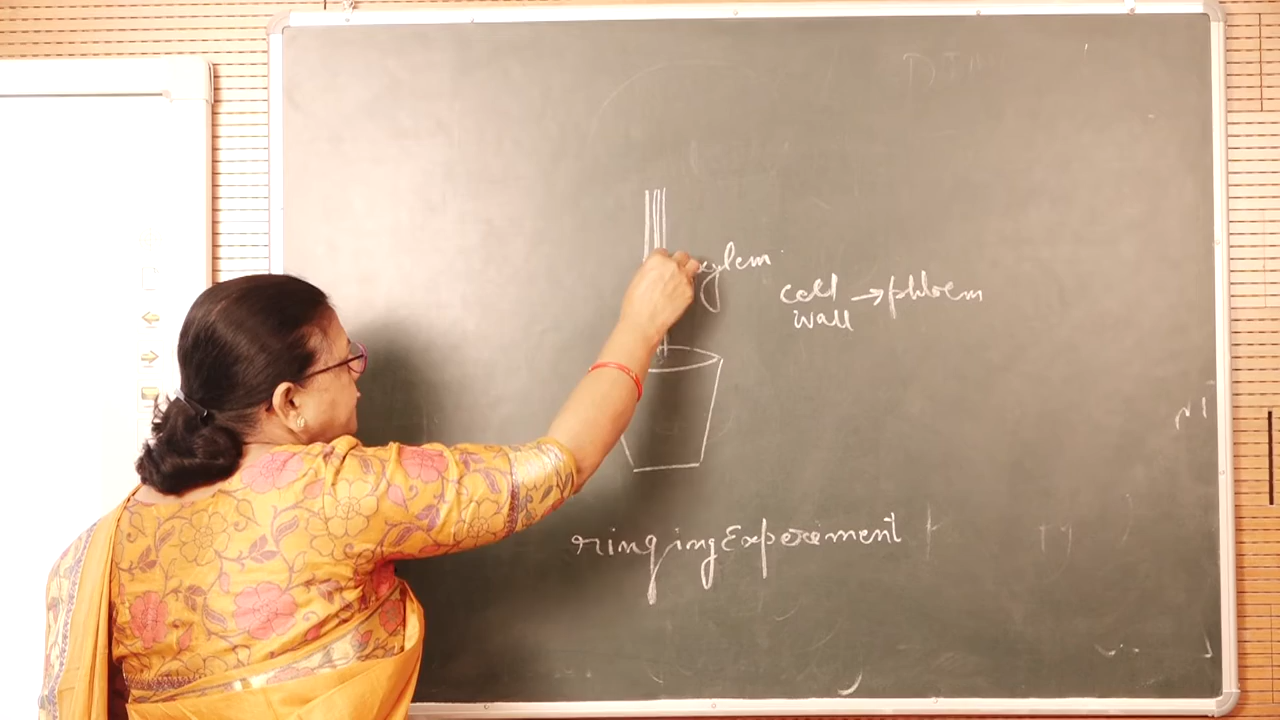 xylem
cell → phloem
wall
ringing Experiment